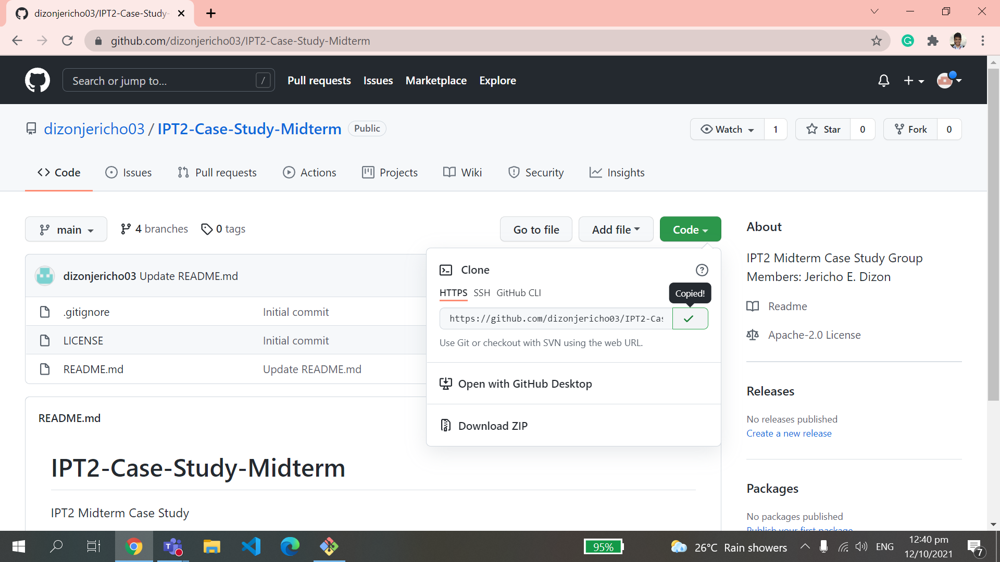 dizonjericho03/IPT2-Case-Study-
github.com/dizonjericho03/IPT2-Case-Study-Midterm
Search or jump to... /
Pull requests Issues Marketplace Explore
dizonjericho03 / IPT2-Case-Study-Midterm Public
Watch 1 Star 0 Fork 0
Code Issues Pull requests Actions Projects Wiki Security Insights
main 4 branches 0 tags
Go to file Add file Code
dizonjericho03 Update README.md
.gitignore Initial commit
LICENSE Initial commit
README.md Update README.md
Clone
HTTPS SSH GitHub CLI
Copied!
https://github.com/dizonjericho03/IPT2-Cas
Use Git or checkout with SVN using the web URL.
Open with GitHub Desktop
Download ZIP
README.md
IPT2-Case-Study-Midterm
IPT2 Midterm Case Study
About
IPT2 Midterm Case Study Group
Members: Jericho E. Dizon
Readme
Apache-2.0 License
Releases
No releases published
Create a new release
Packages
No packages published
Publish your first package
95%
26°C Rain showers
ENG
12:40 pm
12/10/2021
7